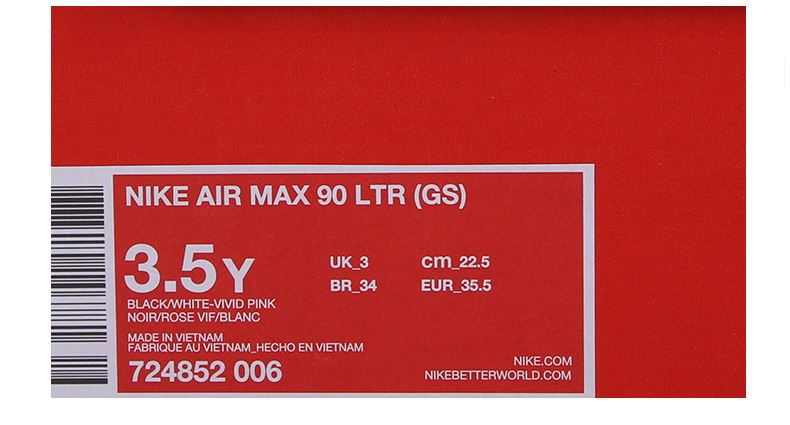 NIKE AIR MAX 90 LTR (GS)
3.5Y
UK_3 cm_22.5
BR_34 EUR_35.5
BLACK/WHITE-VIVID PINK
NOIR/ROSE VIF/BLANC
MADE IN VIETNAM
FABRIQUE AU VIETNAM_HECHO EN VIETNAM
724852 006
NIKE.COM
NIKEBETTERWORLD.COM